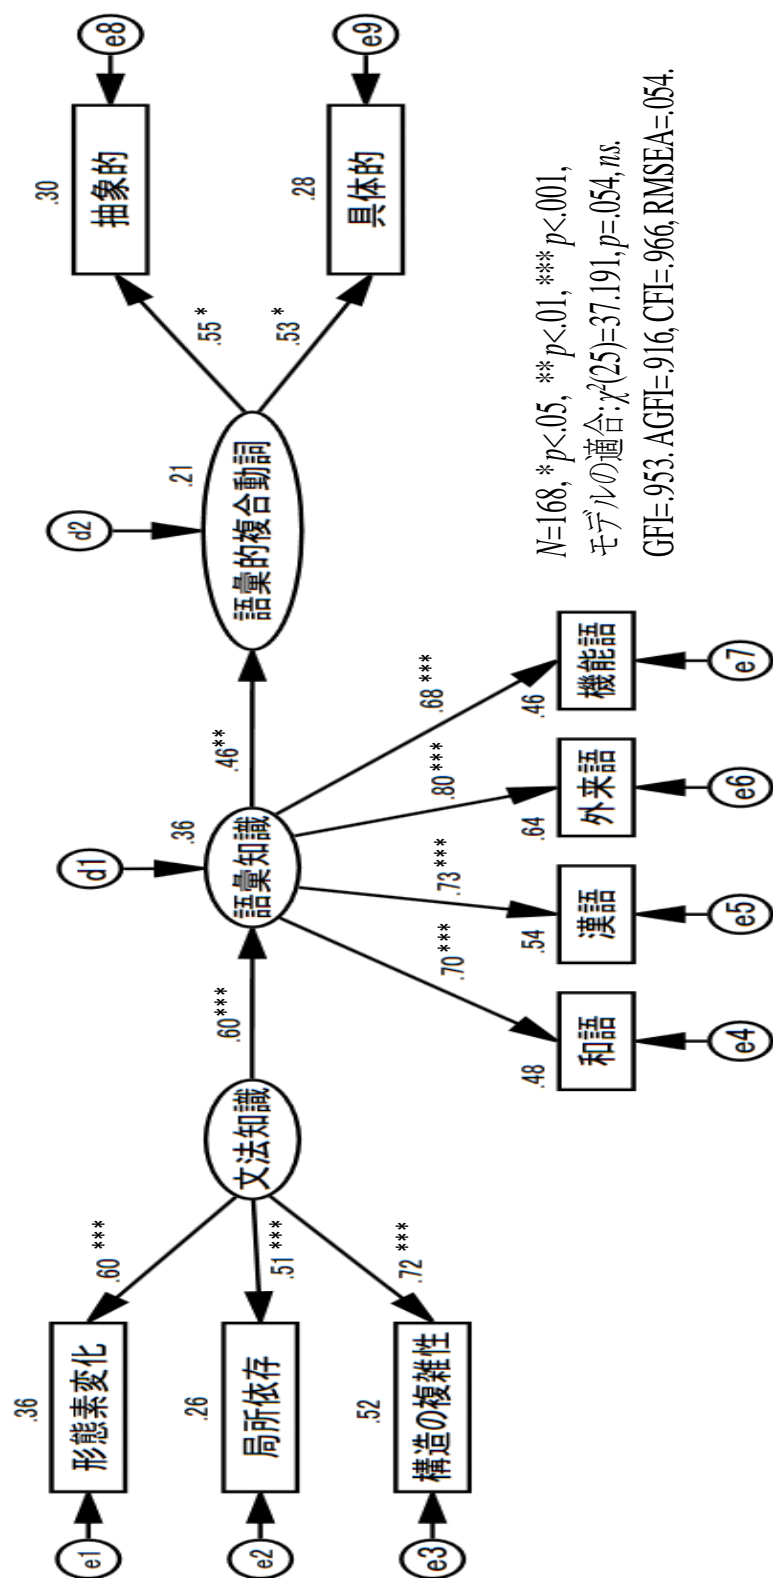 e1
.36
形態素変化
e2
.26
局所依存
e3
.52
構造の複雑性
.60 ***
.51 ***
.72 ***
文法知識
.60***
d1
.36
語彙知識
.46**
.70 ***
.73 ***
.80 ***
.68 ***
.48
和語
e4
.54
漢語
e5
.64
外来語
e6
.46
機能語
e7
d2
.21
語彙的複合動詞
.55 *
.53 *
.30
抽象的
e8
.28
具体的
e9
N=168, *p<.05, **p<.01, ***p<.001,
モデルの適合:χ²(25)=37.191,p=.054, ns.
GFI=.953. AGFI=.916, CFI=.966, RMSEA=.054.